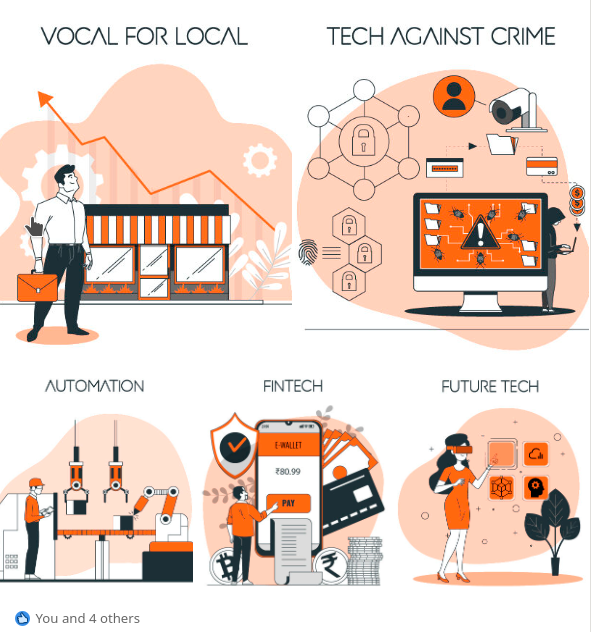 VOCAL FOR LOCAL
TECH AGAINST CRIME
AUTOMATION
FINTECH
FUTURE TECH
E-WALLET
₹80.99
PAY
You and 4 others